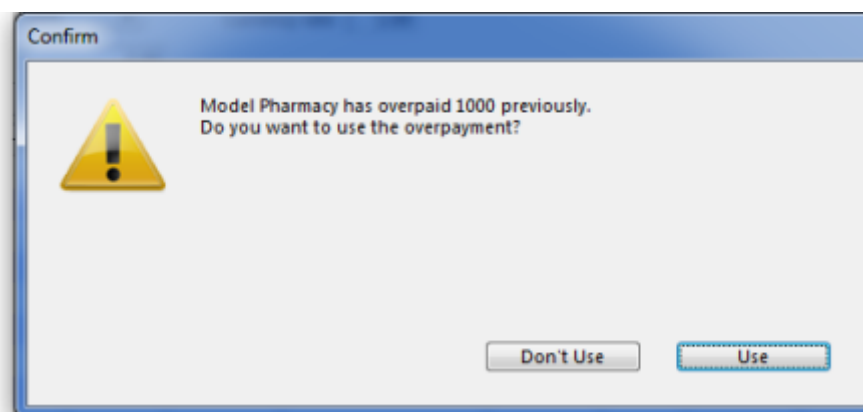 Confirm
Model Pharmacy has overpaid 1000 previously.
Do you want to use the overpayment?
Don't Use
Use